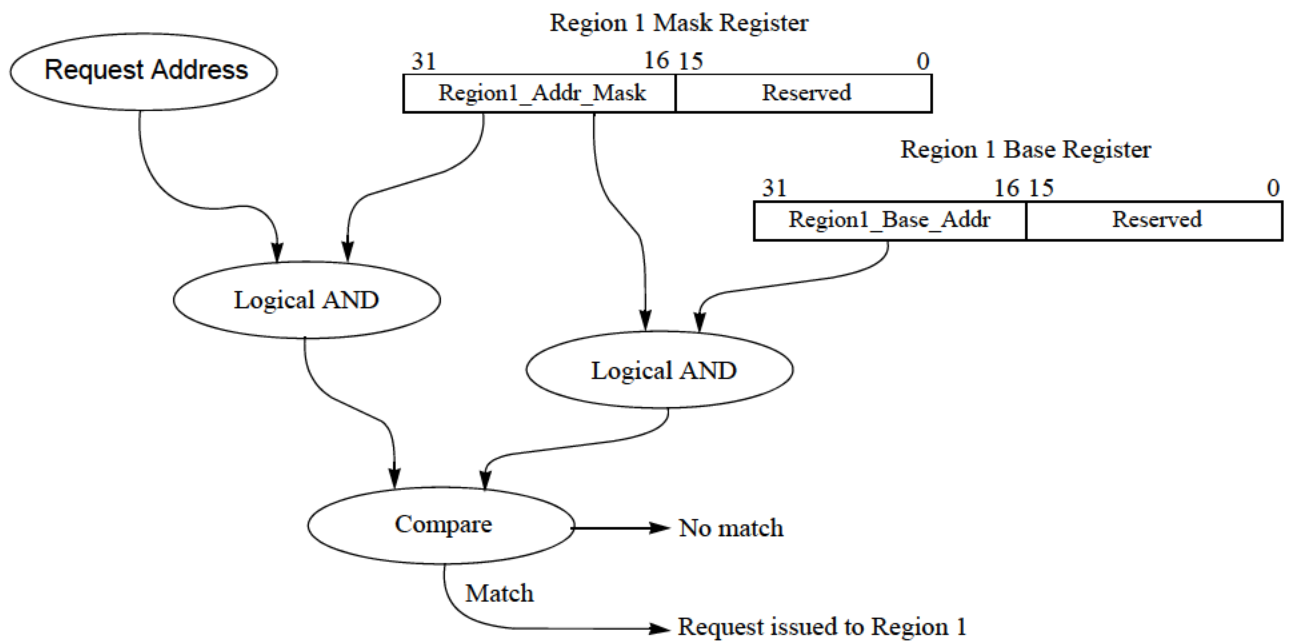 Region 1 Mask Register
Request Address
31 16 15 0
Region1_Addr_Mask Reserved
Region 1 Base Register
31 16 15 0
Region1_Base_Addr Reserved
Logical AND
Logical AND
Compare
No match
Match
Request issued to Region 1